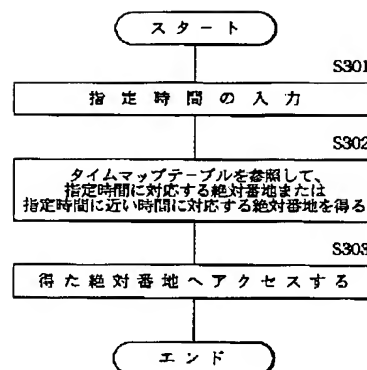 スタート
S301
指定時間の入力
S302
タイムマップテーブルを参照して、
指定時間に対応する絶対番地または
指定時間に近い時間に対応する絶対番地を得る
S303
得た絶対番地へアクセスする
エンド